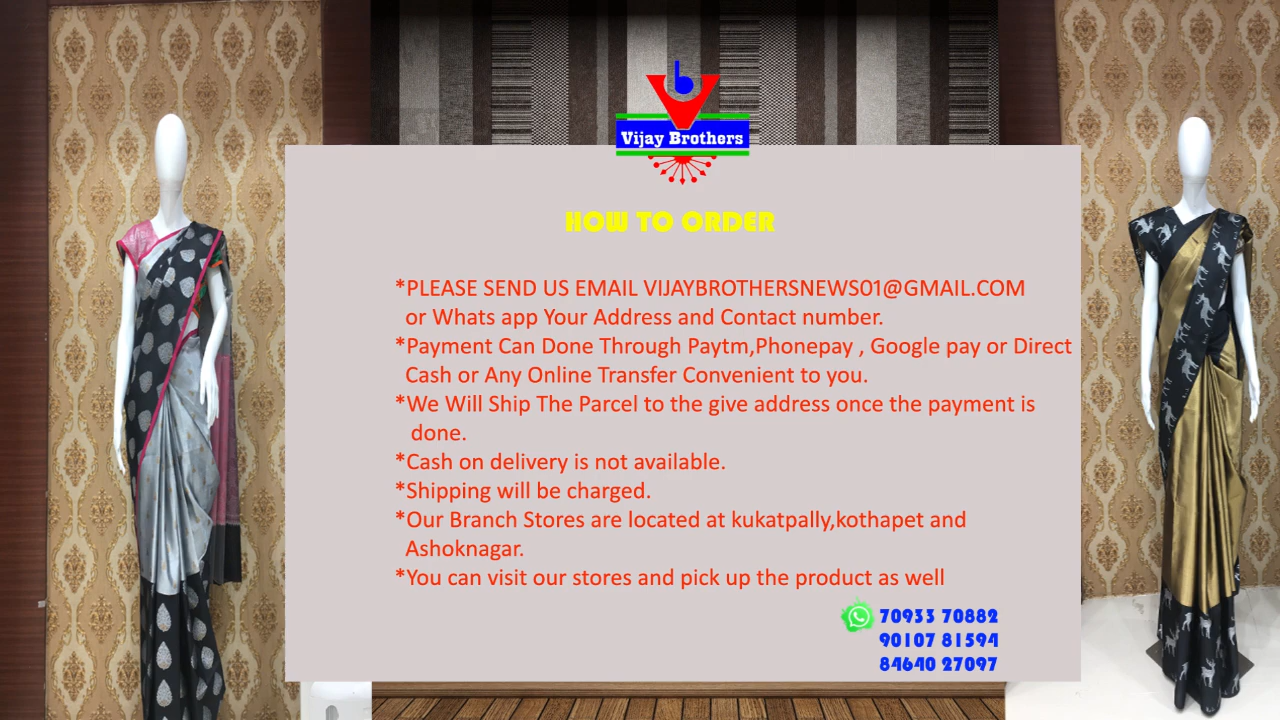 b
Vijay Brothers
HOW TO ORDER
*PLEASE SEND US EMAIL VIJAYBROTHERSNEWS01@GMAIL.COM
or Whats app Your Address and Contact number.
*Payment Can Done Through Paytm,Phonepay , Google pay or Direct
Cash or Any Online Transfer Convenient to you.
*We Will Ship The Parcel to the give address once the payment is
done.
*Cash on delivery is not available.
*Shipping will be charged.
*Our Branch Stores are located at kukatpally,kothapet and
Ashoknagar.
*You can visit our stores and pick up the product as well
70933 70882
90107 81594
84640 27097